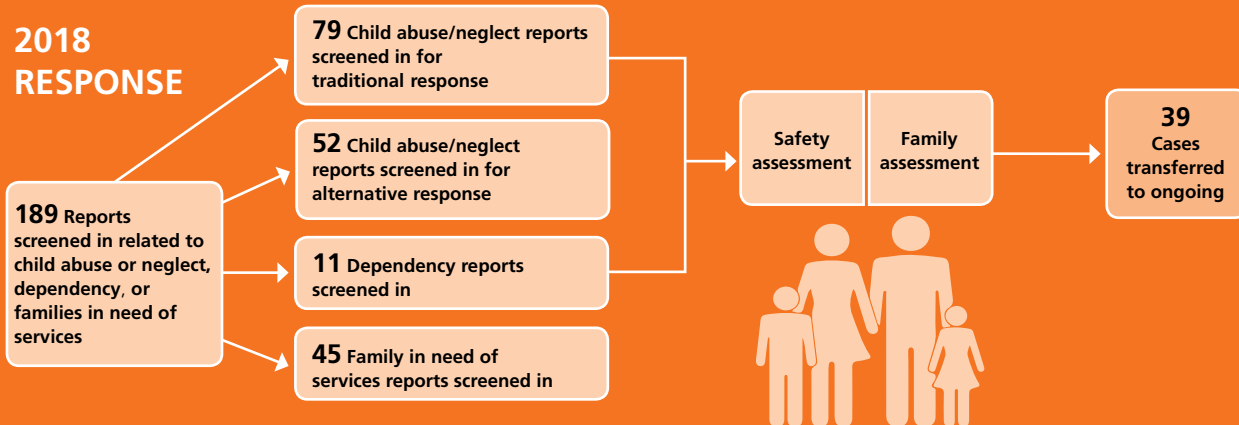 2018
RESPONSE
189 Reports
screened in related to
child abuse or neglect,
dependency, or
families in need of
services
79 Child abuse/neglect reports
screened in for
traditional response
52 Child abuse/neglect
reports screened in for
alternative response
11 Dependency reports
screened in
45 Family in need of
services reports screened in
Safety
assessment
Family
assessment
39
Cases
transferred
to ongoing